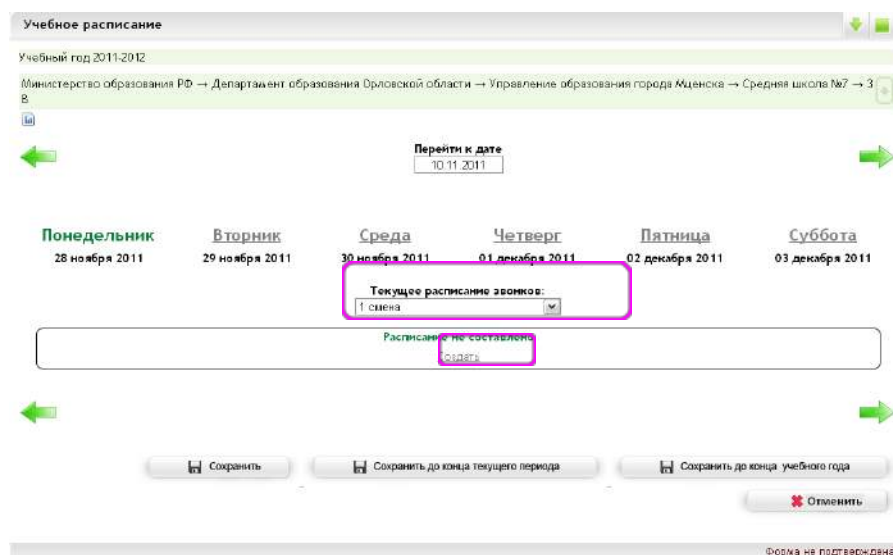 Учебное расписание
Учебный год 2011-2012
Министерство образования РФ → Департамент образования Орловской области → Управление образования города Мценска → Средняя школа №7 → 3
В
Перейти к дате
10.11.2011
Понедельник Вторник Среда Четверг Пятница Суббота
28 ноября 2011 29 ноября 2011 30 ноября 2011 01 декабря 2011 02 декабря 2011 03 декабря 2011
Текущее расписание звонков:
1 смена
Расписание не составлено
Создать
Сохранить Сохранить до конца текущего периода Сохранить до конца учебного года
Отменить
Форма не подтверждена